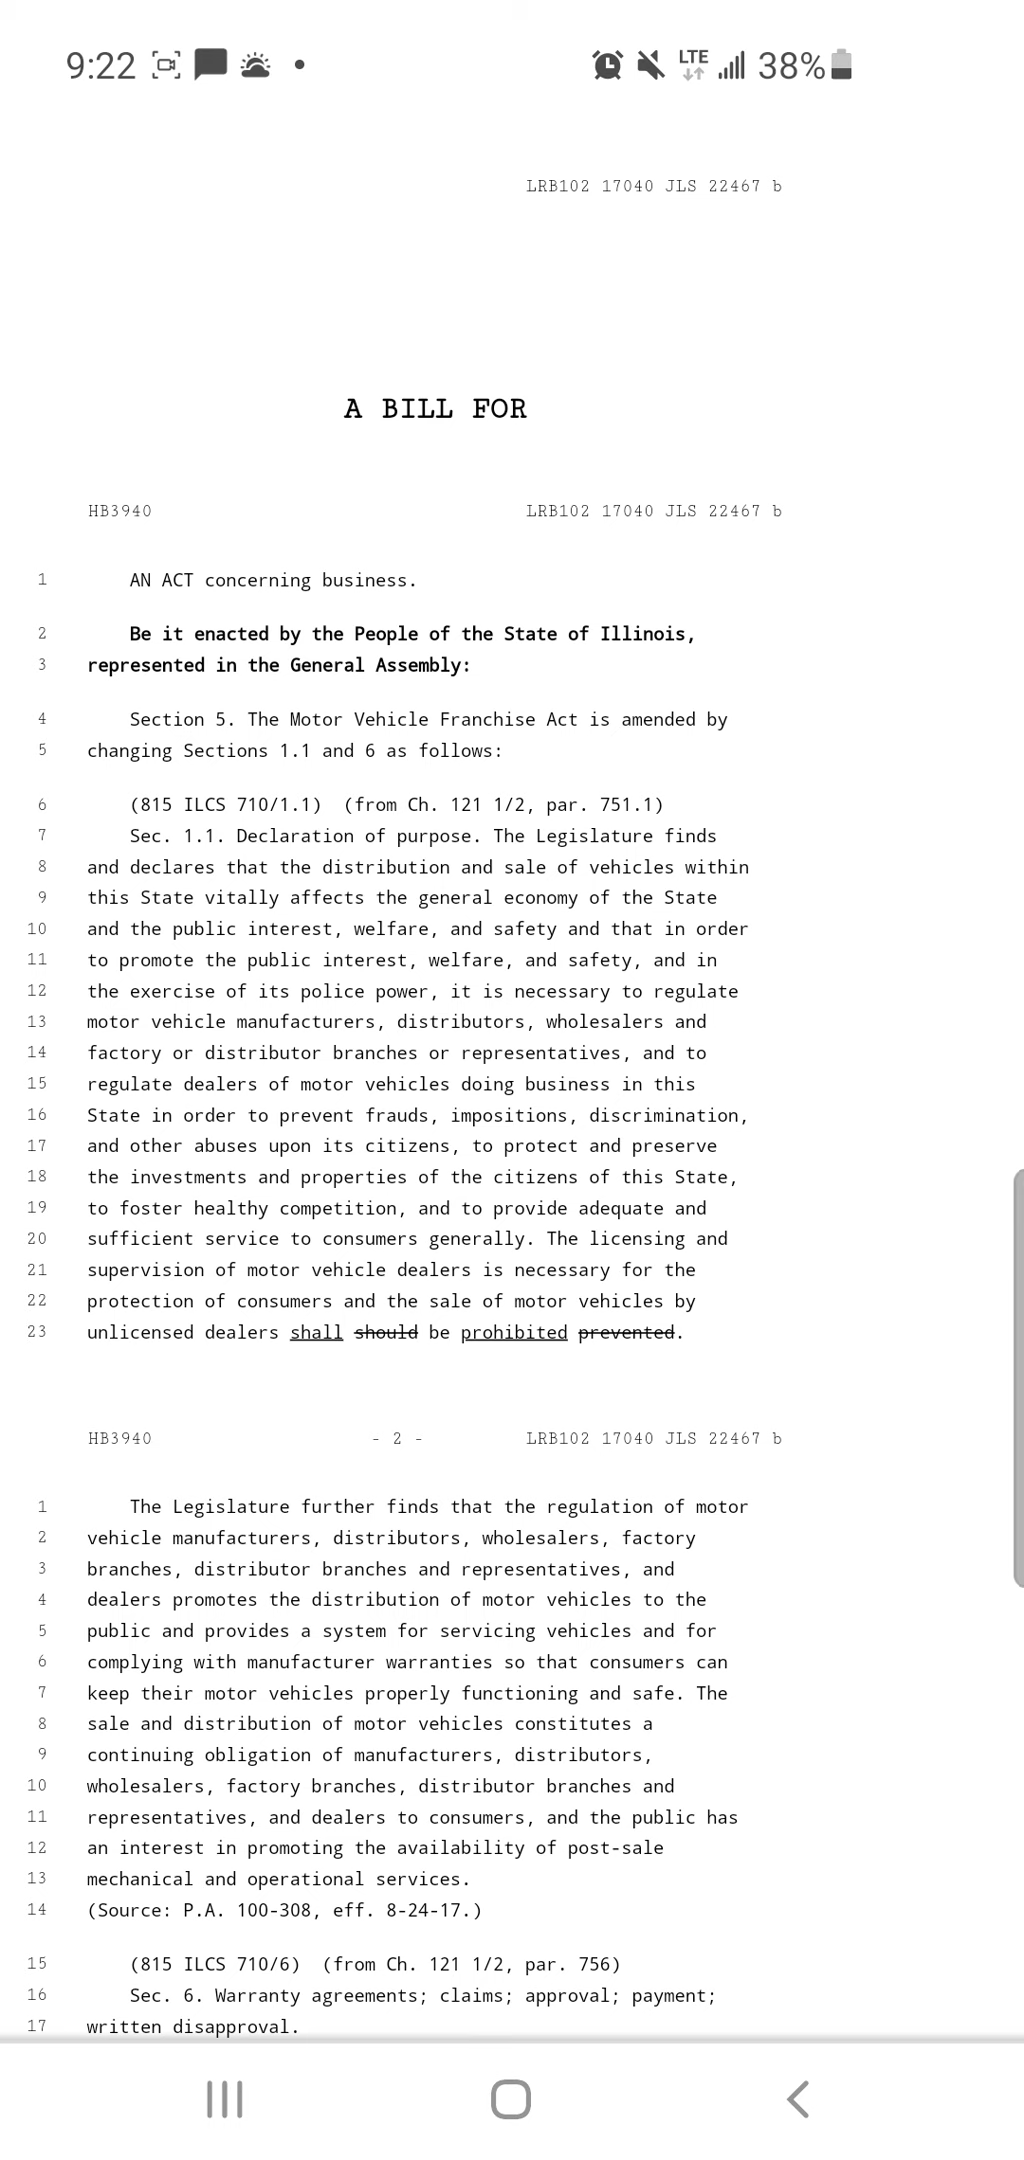 9:22 LTE 38%
LRB102 17040 JLS 22467 b
A BILL FOR
HB3940 LRB102 17040 JLS 22467 b
1 AN ACT concerning business.
2 Be it enacted by the People of the State of Illinois,
3 represented in the General Assembly:
4 Section 5. The Motor Vehicle Franchise Act is amended by
5 changing Sections 1.1 and 6 as follows:
6 (815 ILCS 710/1.1) (from Ch. 121 1/2, par. 751.1)
7 Sec. 1.1. Declaration of purpose. The Legislature finds
8 and declares that the distribution and sale of vehicles within
9 this State vitally affects the general economy of the State
10 and the public interest, welfare, and safety and that in order
11 to promote the public interest, welfare, and safety, and in
12 the exercise of its police power, it is necessary to regulate
13 motor vehicle manufacturers, distributors, wholesalers and
14 factory or distributor branches or representatives, and to
15 regulate dealers of motor vehicles doing business in this
16 State in order to prevent frauds, impositions, discrimination,
17 and other abuses upon its citizens, to protect and preserve
18 the investments and properties of the citizens of this State,
19 to foster healthy competition, and to provide adequate and
20 sufficient service to consumers generally. The licensing and
21 supervision of motor vehicle dealers is necessary for the
22 protection of consumers and the sale of motor vehicles by
23 unlicensed dealers shall should be prohibited prevented.
HB3940 - 2 - LRB102 17040 JLS 22467 b
1 The Legislature further finds that the regulation of motor
2 vehicle manufacturers, distributors, wholesalers, factory
3 branches, distributor branches and representatives, and
4 dealers promotes the distribution of motor vehicles to the
5 public and provides a system for servicing vehicles and for
6 complying with manufacturer warranties so that consumers can
7 keep their motor vehicles properly functioning and safe. The
8 sale and distribution of motor vehicles constitutes a
9 continuing obligation of manufacturers, distributors,
10 wholesalers, factory branches, distributor branches and
11 representatives, and dealers to consumers, and the public has
12 an interest in promoting the availability of post-sale
13 mechanical and operational services.
14 (Source: P.A. 100-308, eff. 8-24-17.)
15 (815 ILCS 710/6) (from Ch. 121 1/2, par. 756)
16 Sec. 6. Warranty agreements; claims; approval; payment;
17 written disapproval.